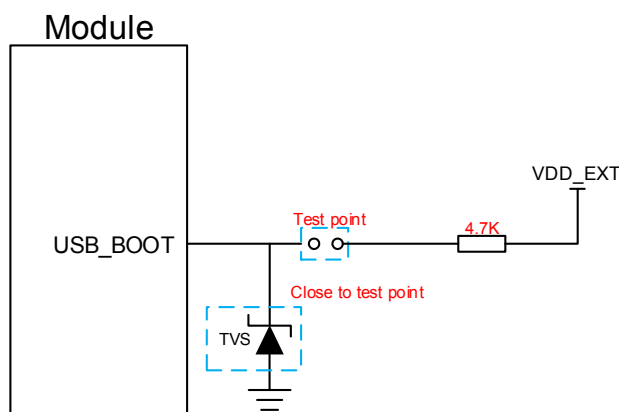 Module
VDD_EXT
Test point
4.7K
USB_BOOT
Close to test point
TVS